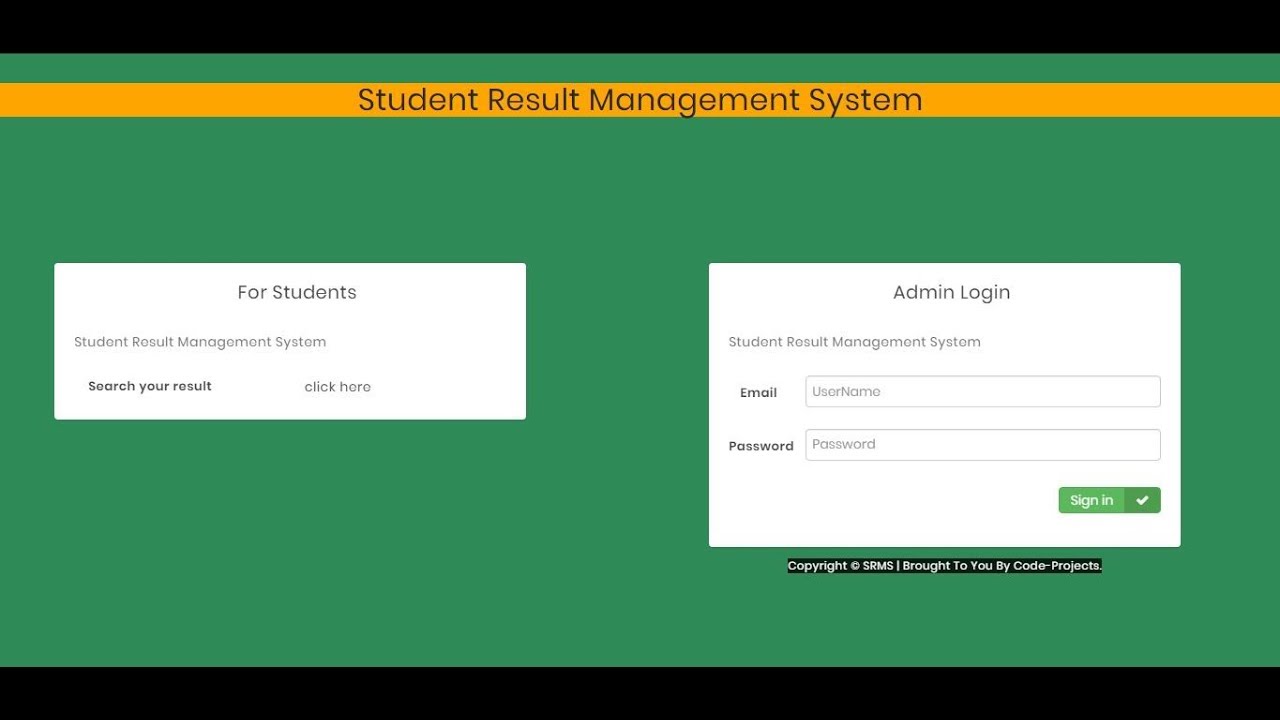 Student Result Management System
For Students
Student Result Management System
Search your result click here
Admin Login
Student Result Management System
Email UserName
Password Password
Sign in
Copyright © SRMS | Brought To You By Code-Projects.